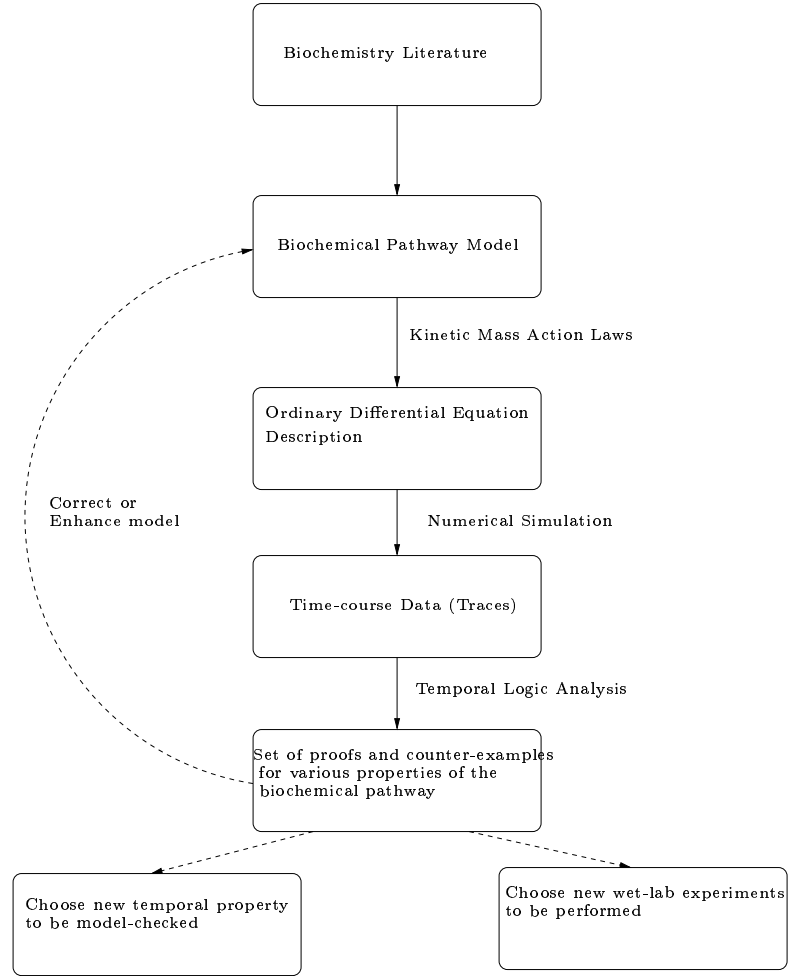 Biochemistry Literature
Biochemical Pathway Model
Kinetic Mass Action Laws
Ordinary Differential Equation
Description
Correct or
Enhance model
Numerical Simulation
Time-course Data (Traces)
Temporal Logic Analysis
Set of proofs and counter-examples
for various properties of the
biochemical pathway
Choose new temporal property
to be model-checked
Choose new wet-lab experiments
to be performed